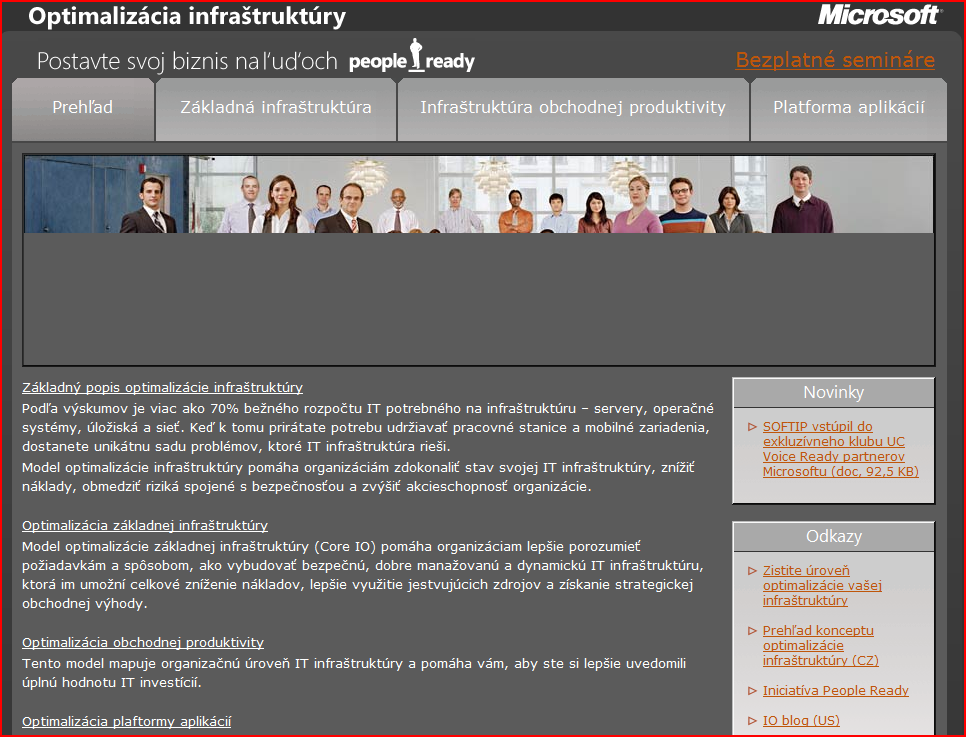 Optimalizácia infraštruktúry
Microsoft
Postavte svoj biznis na ľuďoch people ready
Bezplatné semináre
Prehľad
Základná infraštruktúra
Infraštruktúra obchodnej produktivity
Platforma aplikácií
Základný popis optimalizácie infraštruktúry
Podľa výskumov je viac ako 70% bežného rozpočtu IT potrebného na infraštruktúru – servery, operačné
systémy, úložiská a sieť. Keď k tomu prirátate potrebu udržiavať pracovné stanice a mobilné zariadenia,
dostanete unikátnu sadu problémov, ktoré IT infraštruktúra rieši.
Model optimalizácie infraštruktúry pomáha organizáciám zdokonaliť stav svojej IT infraštruktúry, znížiť
náklady, obmedziť riziká spojené s bezpečnosťou a zvýšiť akcieschopnosť organizácie.
Optimalizácia základnej infraštruktúry
Model optimalizácie základnej infraštruktúry (Core IO) pomáha organizáciam lepšie porozumieť
požiadavkám a spôsobom, ako vybudovať bezpečnú, dobre manažovanú a dynamickú IT infraštruktúru,
ktorá im umožní celkové zníženie nákladov, lepšie využitie jestvujúcich zdrojov a získanie strategickej
obchodnej výhody.
Optimalizácia obchodnej produktivity
Tento model mapuje organizačnú úroveň IT infraštruktúry a pomáha vám, aby ste si lepšie uvedomili
úplnú hodnotu IT investícií.
Optimalizácia plaftormy aplikácií
Novinky
SOFTIP vstúpil do
exkluzívneho klubu UC
Voice Ready partnerov
Microsoftu (doc, 92,5 KB)
Odkazy
Zistite úroveň
optimalizácie vašej
infraštruktúry
Prehľad konceptu
optimalizácie
infraštruktúry (CZ)
Iniciatíva People Ready
IO blog (US)